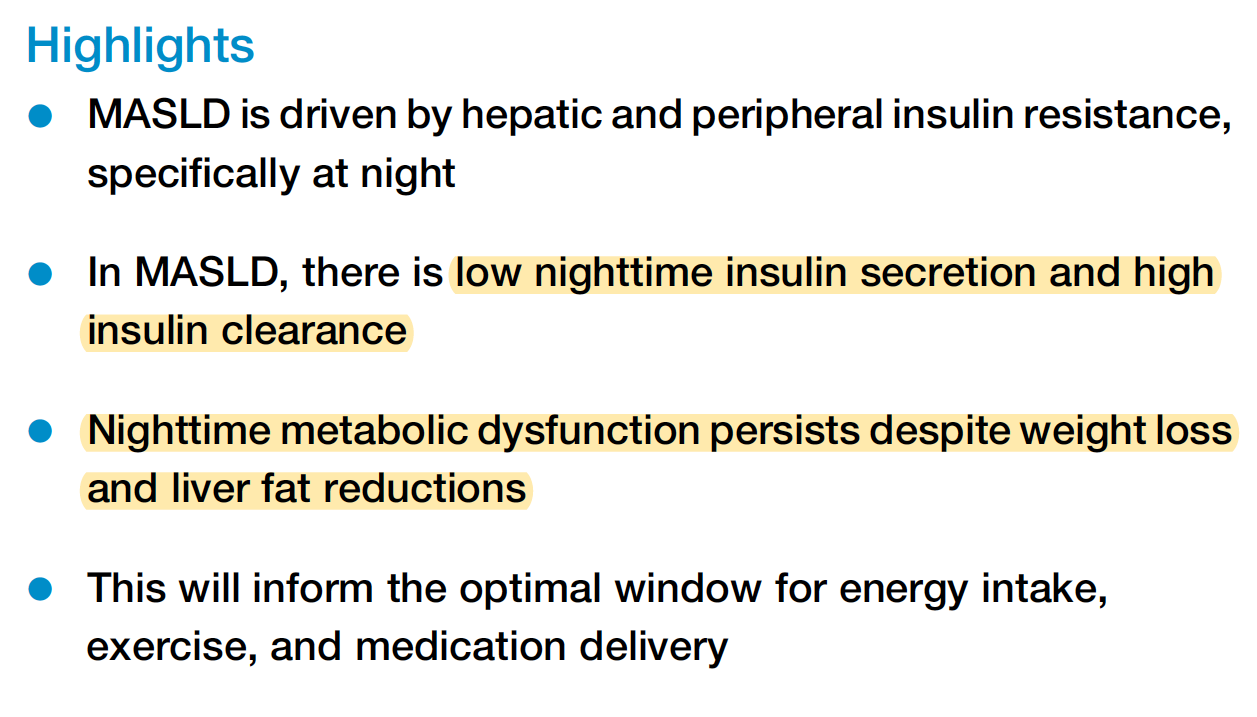 Highlights
MASLD is driven by hepatic and peripheral insulin resistance,
specifically at night
In MASLD, there is low nighttime insulin secretion and high
insulin clearance
Nighttime metabolic dysfunction persists despite weight loss
and liver fat reductions
This will inform the optimal window for energy intake,
exercise, and medication delivery